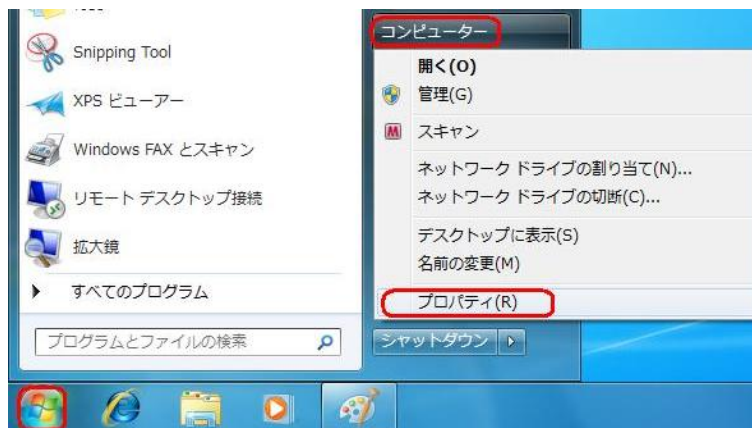 Snipping Tool
XPS ビューアー
Windows FAX とスキャン
リモート デスクトップ接続
拡大鏡
すべてのプログラム
プログラムとファイルの検索
コンピューター
開く(O)
管理(G)
スキャン
ネットワーク ドライブの割り当て(N)...
ネットワーク ドライブの切断(C)...
デスクトップに表示(S)
名前の変更(M)
プロパティ(R)
シャットダウン